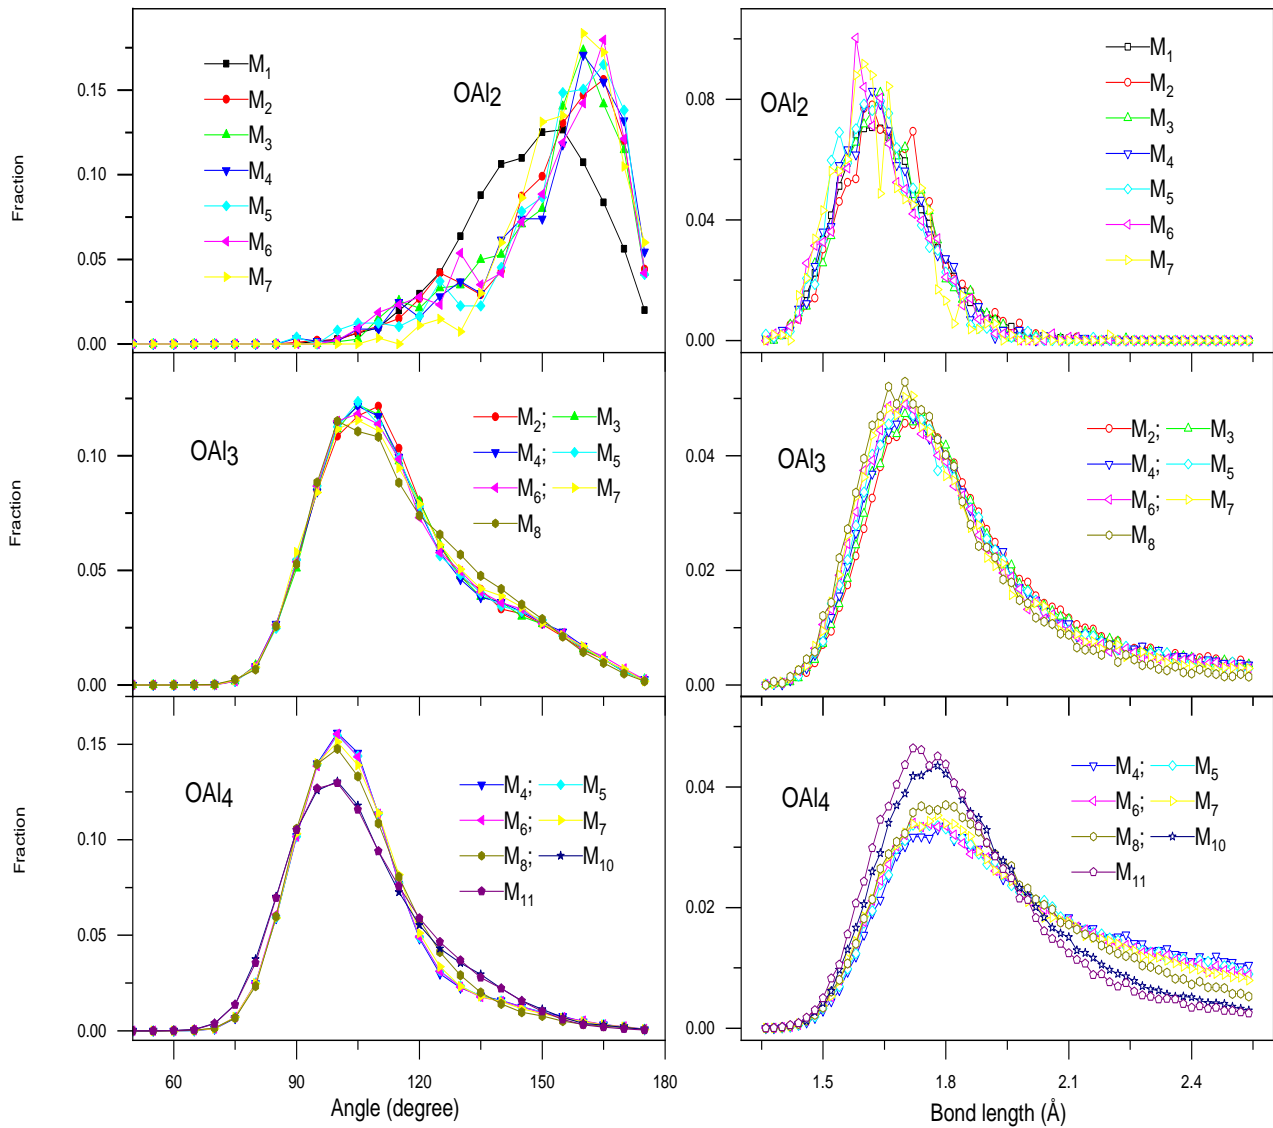 Fraction
0.15
0.10
0.05
0.00
M1
M2
M3
M4
M5
M6
M7
OAl2
0.08
0.04
0.00
OAl2
M1
M2
M3
M4
M5
M6
M7
Fraction
0.10
0.05
0.00
OAl3
M2; M3
M4; M5
M6; M7
M8
0.04
0.02
0.00
OAl3
M2; M3
M4; M5
M6; M7
M8
Fraction
0.15
0.10
0.05
0.00
OAl4
M4; M5
M6; M7
M8; M10
M11
60 90 120 150 180
Angle (degree)
0.04
0.02
0.00
OAl4
M4; M5
M6; M7
M8; M10
M11
1.5 1.8 2.1 2.4
Bond length (Å)